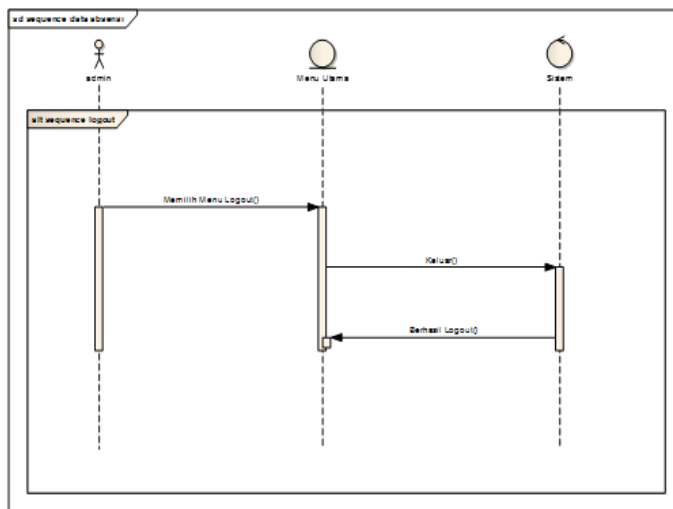 sd sequence data absensi
admin
Menu Utama
Sistem
alt sequence logout
Memilih Menu Logout()
Keluar()
Berhasil Logout()